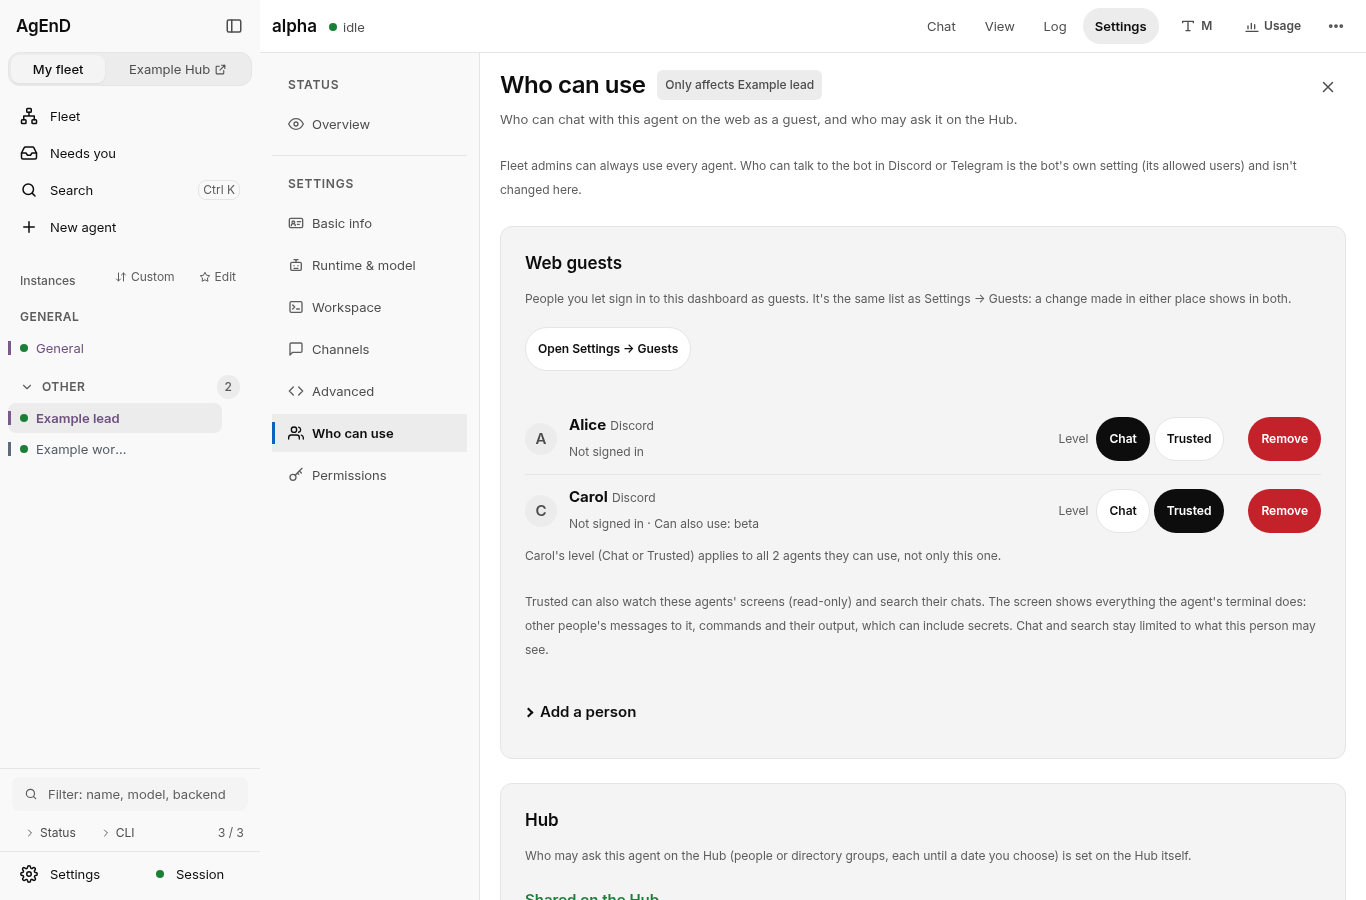 AgEnD
My fleet
Example Hub
Fleet
Needs you
Search
Ctrl K
New agent
Instances
Custom
Edit
GENERAL
General
OTHER
2
Example lead
Example wor...
Filter: name, model, backend
Status
CLI
3 / 3
Settings
Session
alpha
idle
Chat
View
Log
Settings
M
Usage
STATUS
Overview
SETTINGS
Basic info
Runtime & model
Workspace
Channels
Advanced
Who can use
Permissions
Who can use
Only affects Example lead
Who can chat with this agent on the web as a guest, and who may ask it on the Hub.
Fleet admins can always use every agent. Who can talk to the bot in Discord or Telegram is the bot's own setting (its allowed users) and isn't
changed here.
Web guests
People you let sign in to this dashboard as guests. It's the same list as Settings → Guests: a change made in either place shows in both.
Open Settings → Guests
A
Alice Discord
Not signed in
Level
Chat
Trusted
Remove
C
Carol Discord
Not signed in · Can also use: beta
Level
Chat
Trusted
Remove
Carol's level (Chat or Trusted) applies to all 2 agents they can use, not only this one.
Trusted can also watch these agents' screens (read-only) and search their chats. The screen shows everything the agent's terminal does:
other people's messages to it, commands and their output, which can include secrets. Chat and search stay limited to what this person may
see.
Add a person
Hub
Who may ask this agent on the Hub (people or directory groups, each until a date you choose) is set on the Hub itself.
Shared on the Hub